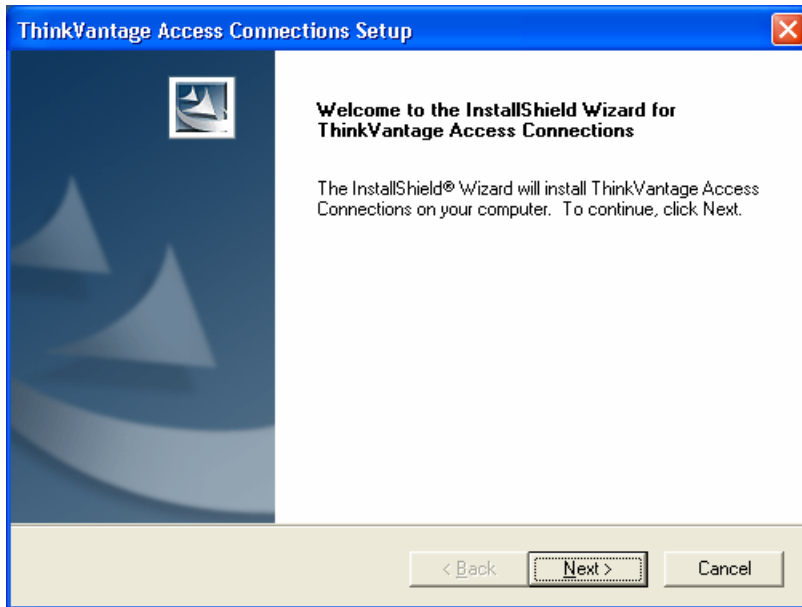 ThinkVantage Access Connections Setup
Welcome to the InstallShield Wizard for
ThinkVantage Access Connections
The InstallShield® Wizard will install ThinkVantage Access
Connections on your computer.  To continue, click Next.
< Back
Next >
Cancel